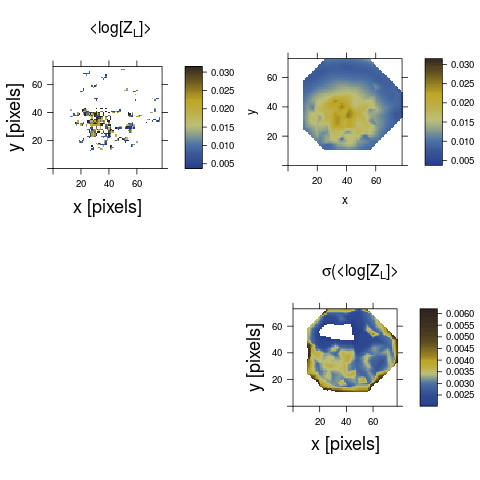 <log[Z_L]>
60
40
20
y [pixels]
20 40 60
x [pixels]
0.030
0.025
0.020
0.015
0.010
0.005
60
40
20
y
20 40 60
x
0.030
0.025
0.020
0.015
0.010
0.005
σ(<log[Z_L]>
60
40
20
y [pixels]
20 40 60
x [pixels]
0.0060
0.0055
0.0050
0.0045
0.0040
0.0035
0.0030
0.0025